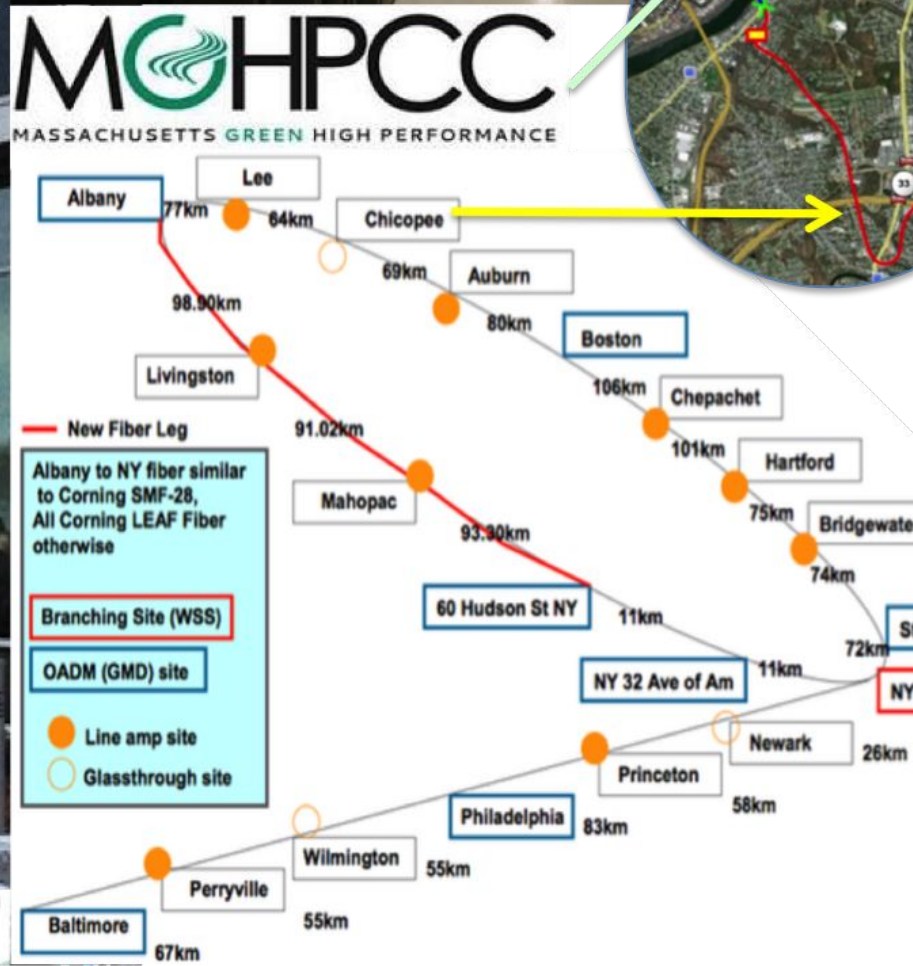 MGHPCC
MASSACHUSETTS GREEN HIGH PERFORMANCE
33
Albany
77km
Lee
64km
Chicopee
69km
Auburn
80km
Boston
98.90km
Livingston
106km
Chepachet
101km
Hartford
New Fiber Leg
91.02km
75km
Bridgewate
Albany to NY fiber similar
to Corning SMF-28,
All Corning LEAF Fiber
otherwise
Mahopac
93.30km
74km
Branching Site (WSS)
60 Hudson St NY
11km
St
72km
OADM (GMD) site
NY 32 Ave of Am
11km
NY
Line amp site
Glassthrough site
Newark
26km
Princeton
58km
Philadelphia
83km
Wilmington
55km
Perryville
55km
Baltimore
67km